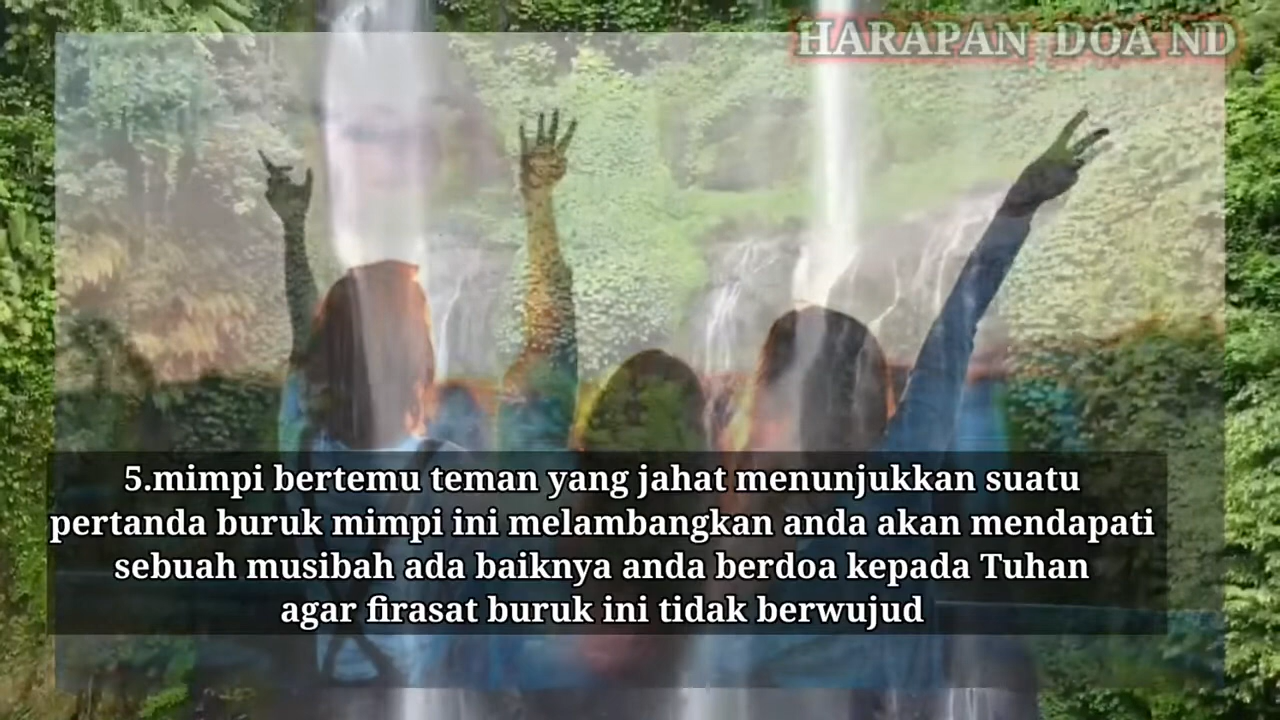 HARAPAN DOA ND
5.mimpi bertemu teman yang jahat menunjukkan suatu
pertanda buruk mimpi ini melambangkan anda akan mendapati
sebuah musibah ada baiknya anda berdoa kepada Tuhan
agar firasat buruk ini tidak berwujud